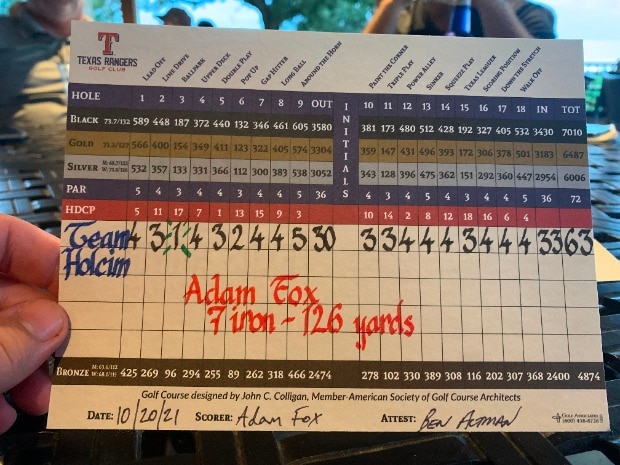 T
TEXAS RANGERS
GOLF CLUB
LEAD OFF LINE DRIVE BALLPARK UPPER DECK DOUBLE PLAY POP UP GAP HITTER LONG BALL AROUND THE HORN PAINT THE CORNER TRIPLE PLAY POWER ALLEY SINKER SQUEEZE PLAY TEXAS LEAGUER SCORING POSITION DOWN THE STRETCH WALK OFF
HOLE 1 2 3 4 5 6 7 8 9 OUT INITIALS 10 11 12 13 14 15 16 17 18 IN TOT
BLACK 73.7/132 589 448 187 372 440 132 346 461 605 3580 381 173 480 512 428 192 327 405 532 3430 7010
GOLD 566 400 154 349 411 123 322 405 574 3304 359 147 431 496 393 172 306 378 501 3183 6487
SILVER 532 357 133 331 366 112 300 383 538 3052 343 128 396 475 362 151 292 360 447 2954 6006
PAR 5 4 3 4 4 3 4 4 5 36 4 3 4 5 4 3 4 4 5 36 72
HDCP 5 11 17 7 1 13 15 9 3 10 14 2 8 12 18 16 6 4
Team 4 3 1 4 3 2 4 4 5 30 3 3 4 4 4 3 4 4 4 33 63
Holcim
Adam Fox
7 iron - 126 yards
BRONZE 425 269 96 294 255 89 262 318 466 2474 278 102 330 389 308 116 202 307 368 2400 4874
Golf Course designed by John C. Colligan, Member-American Society of Golf Course Architects
DATE: 10/20/21 SCORER: Adam Fox ATTEST: BEN ALTMAN
GOLF ASSOCIATES